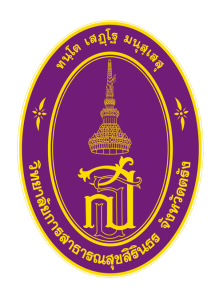 ทนฺโต เสฏฺโฐ มนุสฺเสสุ
วิทยาลัยการสาธารณสุขสิรินธร จังหวัดตรัง